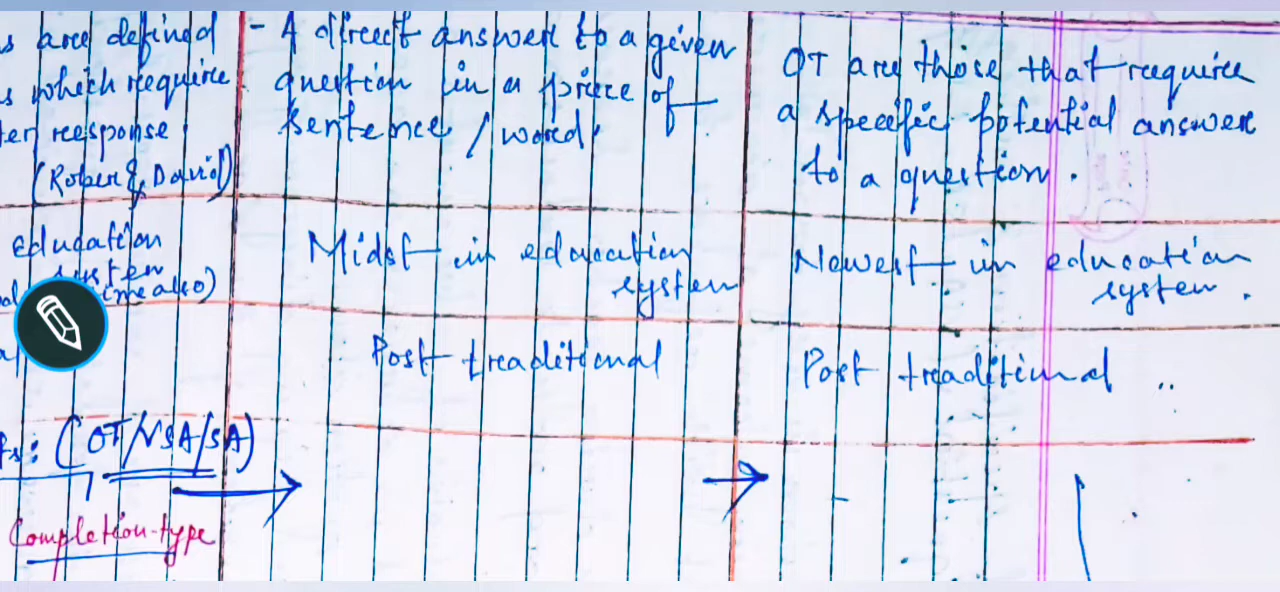 s are defined
s which require
ter response
(Rober & David)
- A direct answer to a given
question in a piece of
sentence / word.
OT are those that require
a specific potential answer
to a question.
education
system
Midst in education
system
Newest in education
system.
Post traditional
Post traditional ..
ts: (OT/VSA/SA)
Completion-type